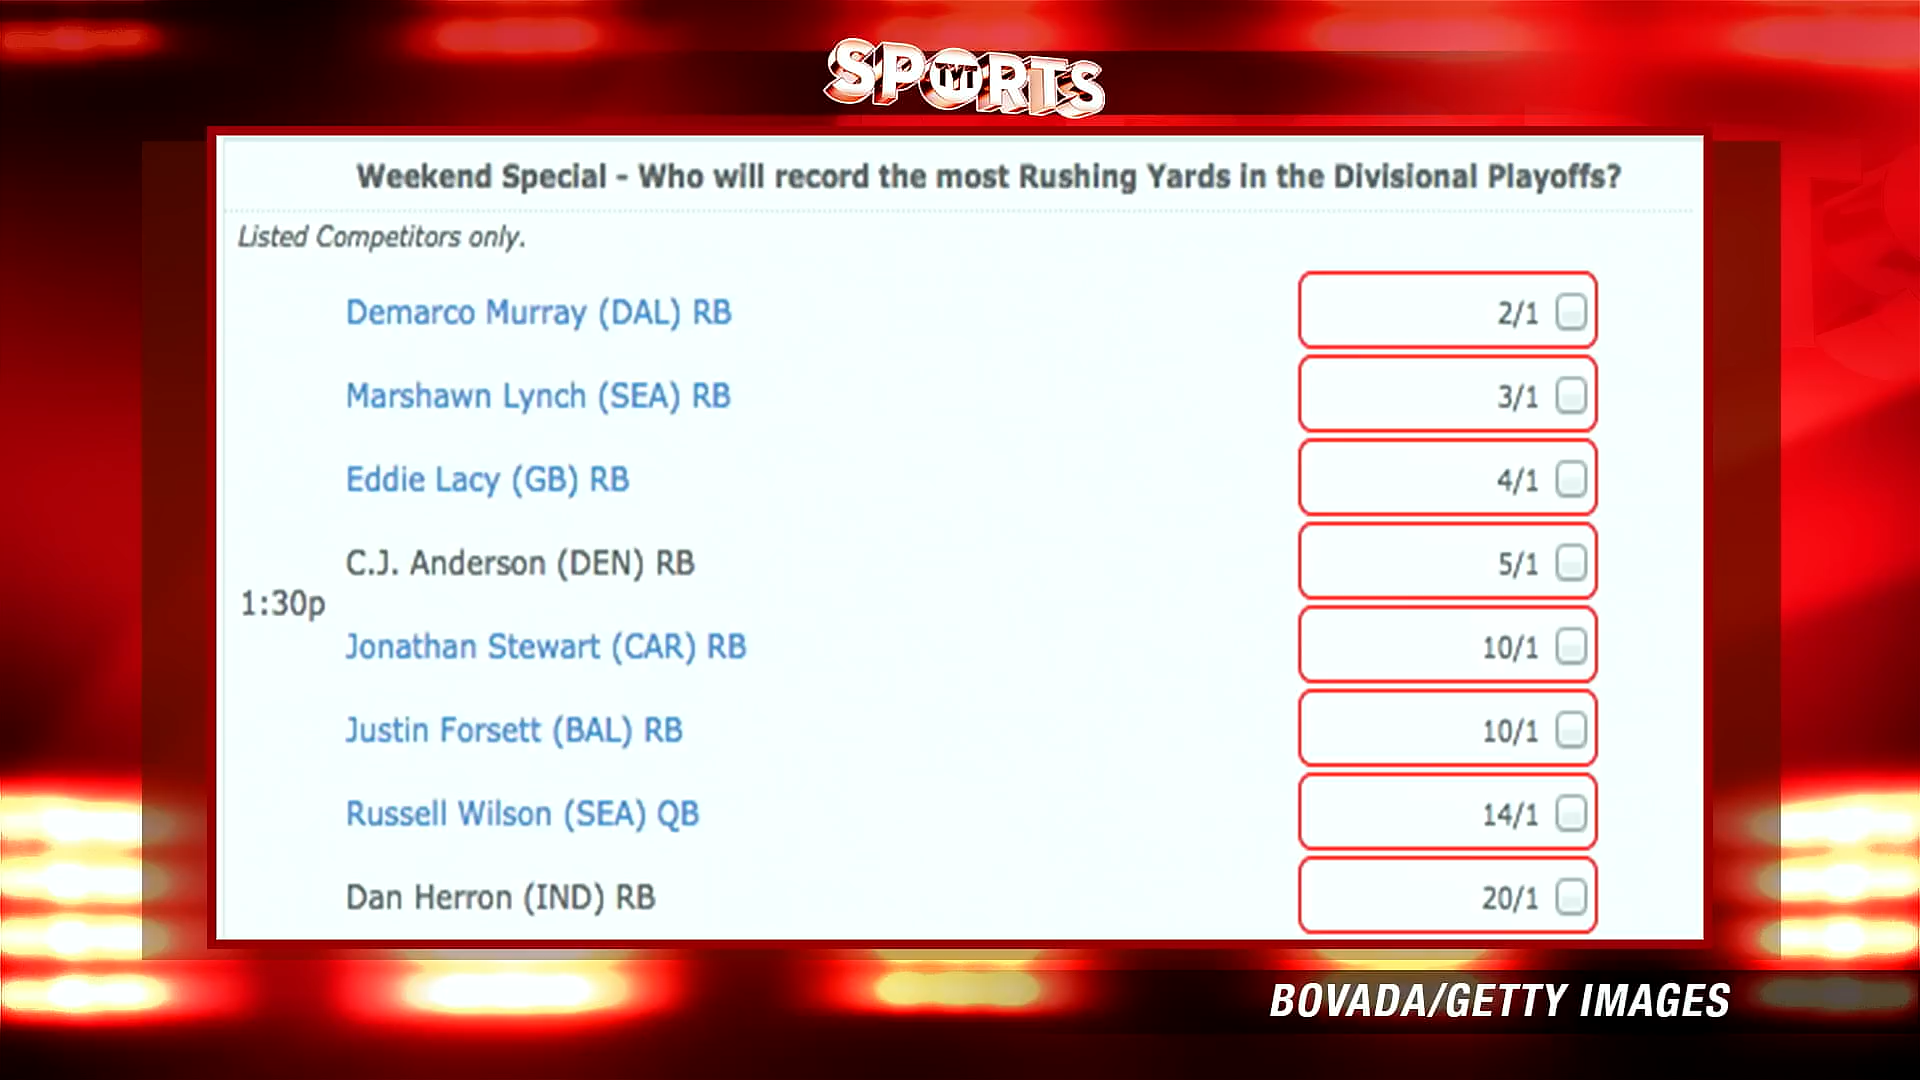 SPORTS
TYT
Weekend Special - Who will record the most Rushing Yards in the Divisional Playoffs?
Listed Competitors only.
Demarco Murray (DAL) RB 2/1
Marshawn Lynch (SEA) RB 3/1
Eddie Lacy (GB) RB 4/1
C.J. Anderson (DEN) RB 5/1
1:30p
Jonathan Stewart (CAR) RB 10/1
Justin Forsett (BAL) RB 10/1
Russell Wilson (SEA) QB 14/1
Dan Herron (IND) RB 20/1
BOVADA/GETTY IMAGES